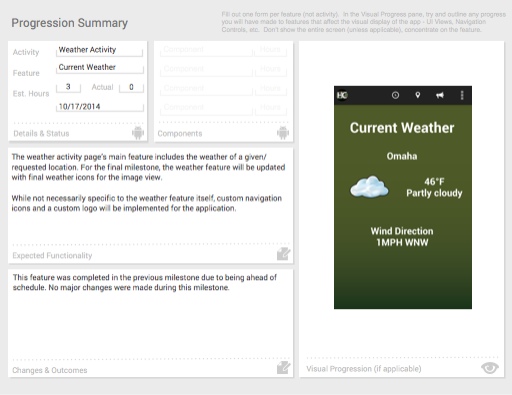 Progression Summary
Fill out one form per feature (not activity). In the Visual Progress pane, try and outline any progress
you will have made to features that affect the visual display of the app - UI Views, Navigation
Controls, etc. Don't show the entire screen (unless applicable), concentrate on the feature.
Activity
Weather Activity
Feature
Current Weather
Est. Hours
3
Actual
0
10/17/2014
Details & Status
Component
Hours
Component
Hours
Component
Hours
Component
Hours
Components
The weather activity page's main feature includes the weather of a given/
requested location. For the final milestone, the weather feature will be updated
with final weather icons for the image view.
While not necessarily specific to the weather feature itself, custom navigation
icons and a custom logo will be implemented for the application.
Expected Functionality
This feature was completed in the previous milestone due to being ahead of
schedule. No major changes were made during this milestone.
Changes & Outcomes
Current Weather
Omaha
46°F
Partly cloudy
Wind Direction
1MPH WNW
Visual Progression (if applicable)